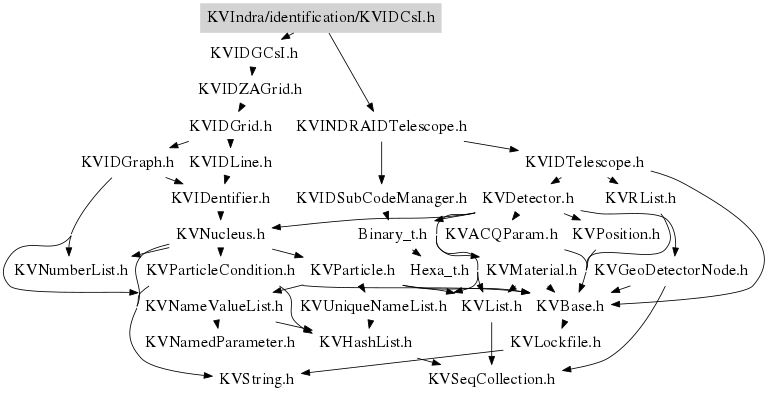 KVIndra/identification/KVIDCsI.h
KVIDGCsI.h
KVIDZAGrid.h
KVIDGrid.h KVINDRAIDTelescope.h
KVIDGraph.h KVIDLine.h KVIDTelescope.h
KVIDentifier.h KVIDSubCodeManager.h KVDetector.h KVRList.h
KVNucleus.h Binary_t.h KVACQParam.h KVPosition.h
KVNumberList.h KVParticleCondition.h KVParticle.h Hexa_t.h KVMaterial.h KVGeoDetectorNode.h
KVNameValueList.h KVUniqueNameList.h KVList.h KVBase.h
KVNamedParameter.h KVHashList.h KVLockfile.h
KVString.h KVSeqCollection.h